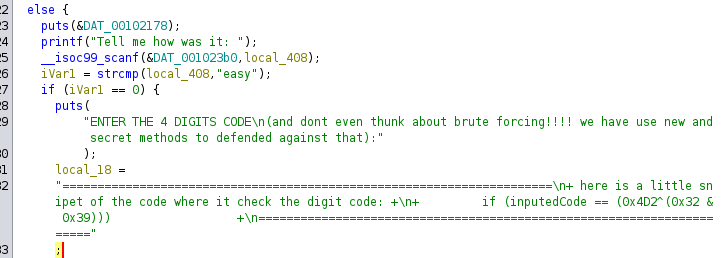 22 else {
23 puts(&DAT_00102178);
24 printf("Tell me how was it: ");
25 __isoc99_scanf(&DAT_001023b0,local_408);
26 iVar1 = strcmp(local_408,"easy");
27 if (iVar1 == 0) {
28 puts(
29 "ENTER THE 4 DIGITS CODE\n(and dont even thunk about brute forcing!!!! we have use new and
secret methods to defended against that):"
30 );
31 local_18 =
32 "======================================================================\n+ here is a little sn
ipet of the code where it check the digit code: +\n+ if (inputedCode == (0x4D2^(0x32 &
0x39))) +\n=================================================================
====="
33 ;